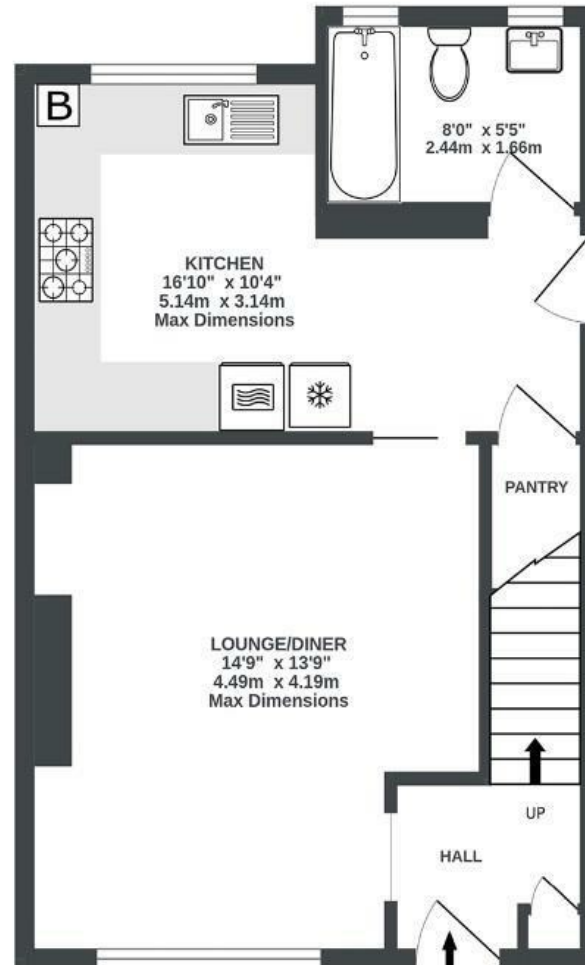 B
8'0" x 5'5"
2.44m x 1.66m
KITCHEN
16'10" x 10'4"
5.14m x 3.14m
Max Dimensions
PANTRY
LOUNGE/DINER
14'9" x 13'9"
4.49m x 4.19m
Max Dimensions
UP
HALL